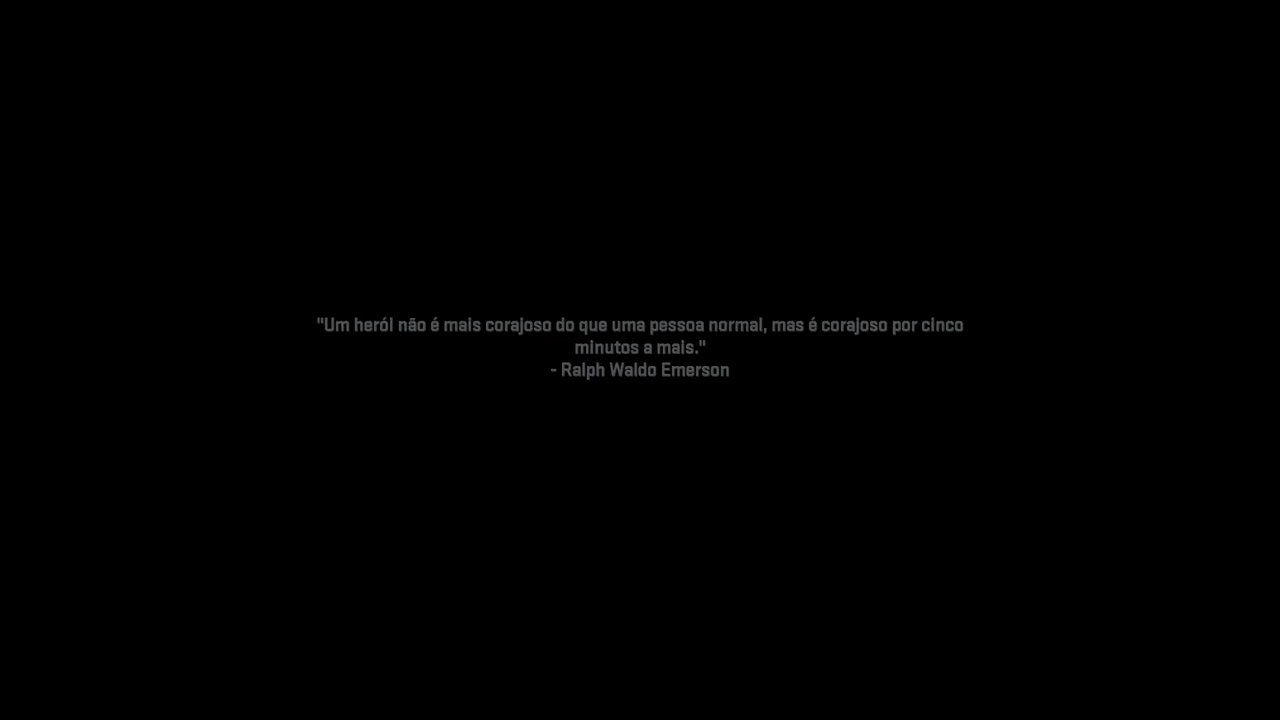 "Um herói não é mais corajoso do que uma pessoa normal, mas é corajoso por cinco
minutos a mais."
- Ralph Waldo Emerson